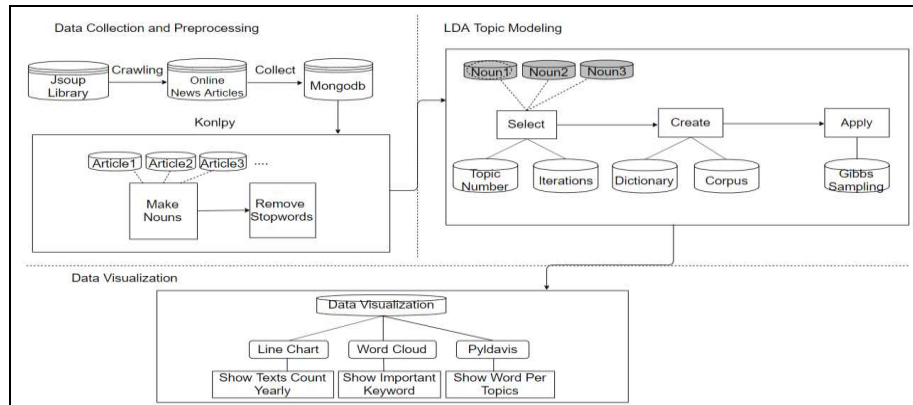 Data Collection and Preprocessing
LDA Topic Modeling
Jsoup
Library
Crawling
Online
News Articles
Collect
Mongodb
Konlpy
Article1
Article2
Article3
....
Make
Nouns
Remove
Stopwords
Noun1
Noun2
Noun3
Select
Create
Apply
Topic
Number
Iterations
Dictionary
Corpus
Gibbs
Sampling
Data Visualization
Data Visualization
Line Chart
Word Cloud
Pyldavis
Show Texts Count
Yearly
Show Important
Keyword
Show Word Per
Topics